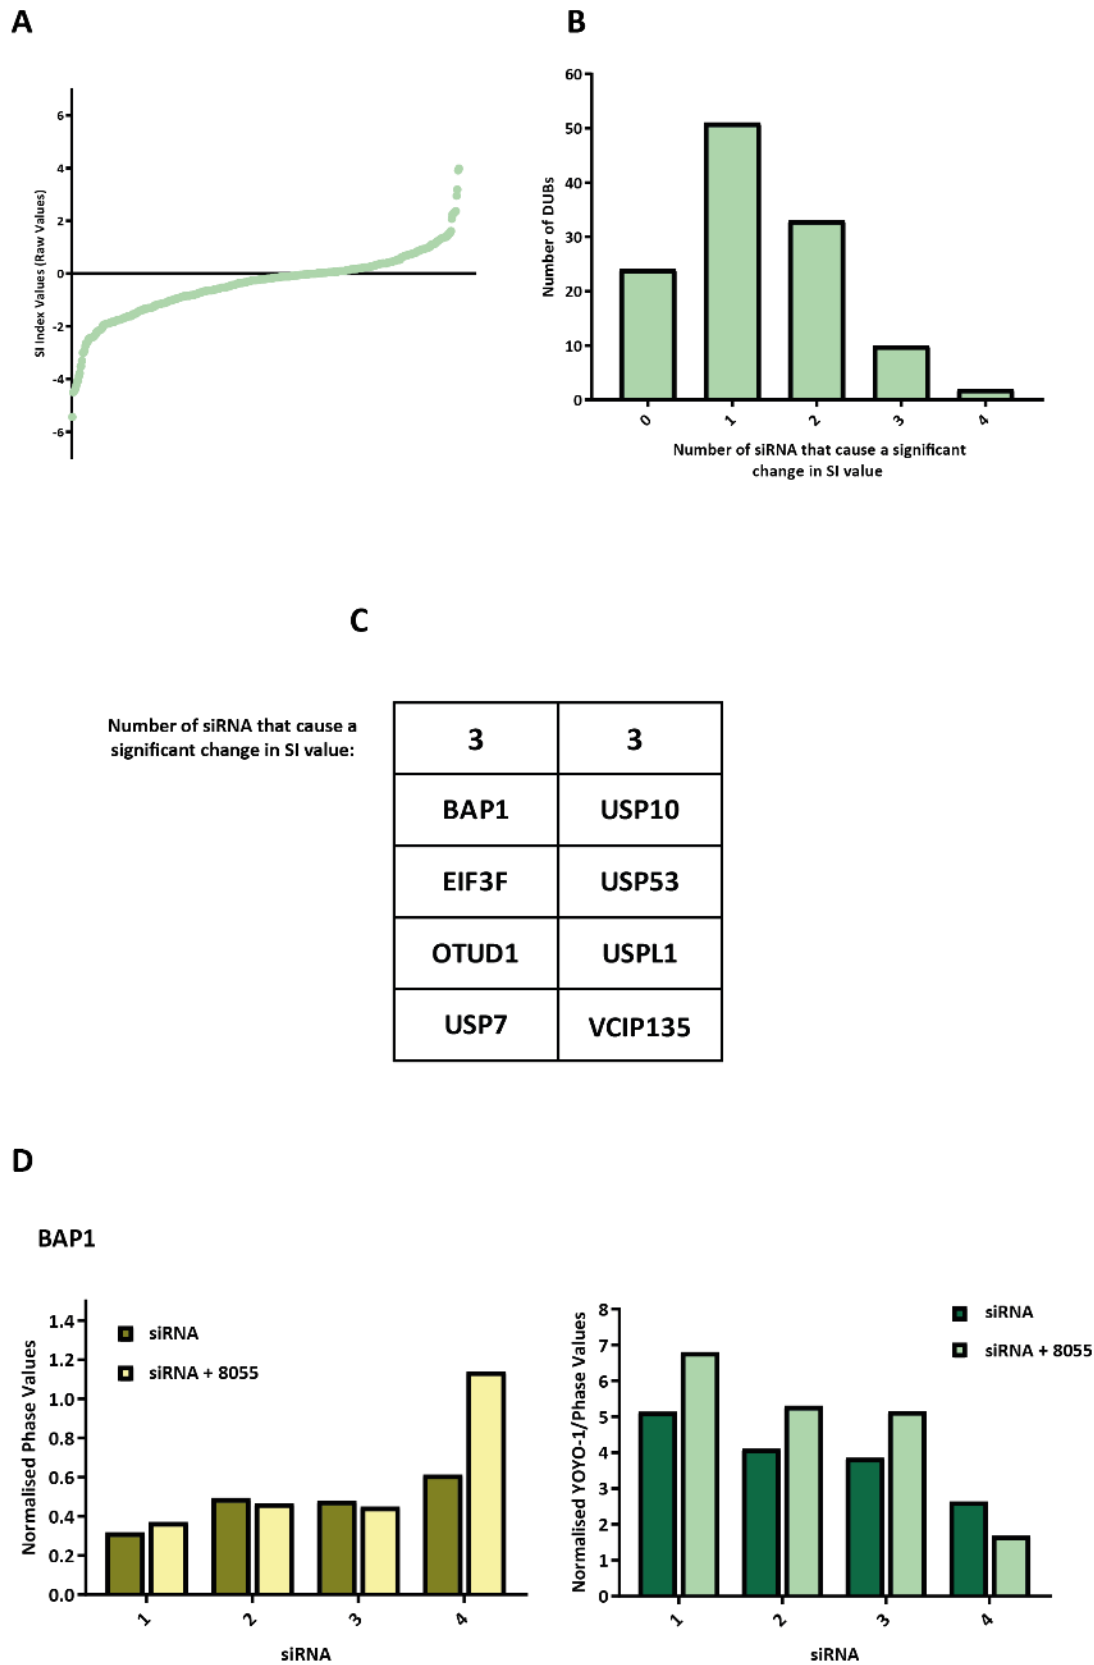 A
SI Index Values (Raw Values)
6
4
2
0
-2
-4
-6
B
Number of DUBs
60
50
40
30
20
10
0
0 1 2 3 4
Number of siRNA that cause a significant
change in SI value
C
Number of siRNA that cause a
significant change in SI value:
3 3
BAP1 USP10
EIF3F USP53
OTUD1 USPL1
USP7 VCIP135
D
BAP1
Normalised Phase Values
1.4
1.2
1.0
0.8
0.6
0.4
0.2
0.0
siRNA
siRNA + 8055
1 2 3 4
siRNA
Normalised YOYO-1/Phase Values
8
7
6
5
4
3
2
1
0
siRNA
siRNA + 8055
1 2 3 4
siRNA